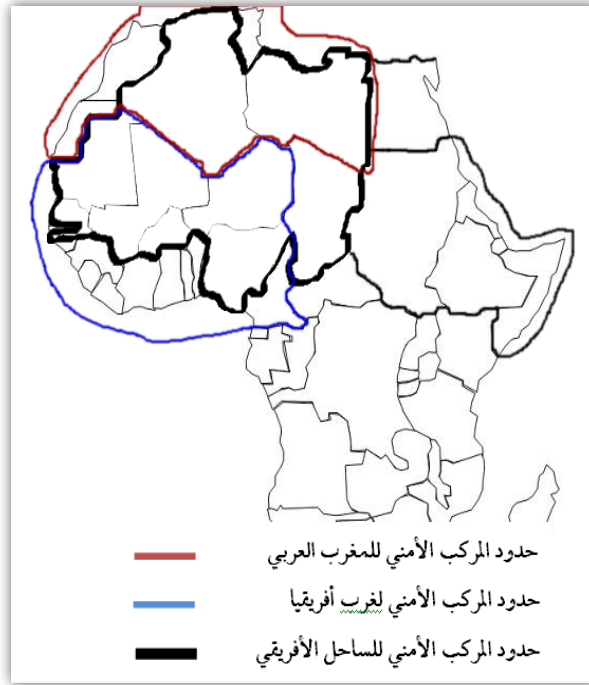 حدود المركب الأمني للمغرب العربي
حدود المركب الأمني لغرب أفريقيا
حدود المركب الأمني للساحل الأفريقي